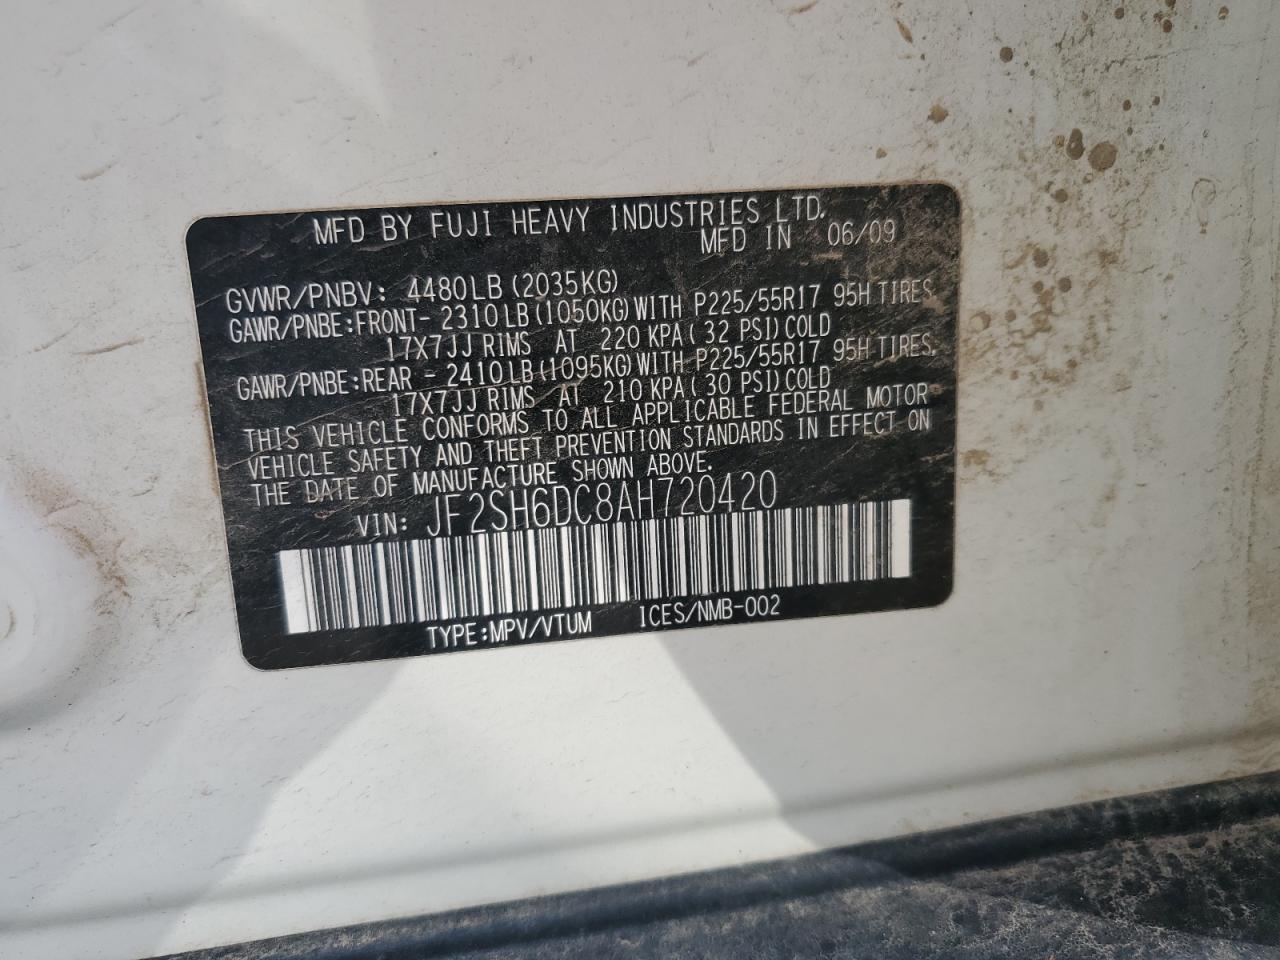 MFD BY FUJI HEAVY INDUSTRIES LTD.
MFD IN 06/09
GVWR/PNBV: 4480LB (2035KG)
GAWR/PNBE:FRONT- 2310LB (1050KG) WITH P225/55R17 95H TIRES
17X7JJ RIMS AT 220 KPA ( 32 PSI) COLD
GAWR/PNBE:REAR - 2410LB (1095KG) WITH P225/55R17 95H TIRES.
17X7JJ RIMS AT 210 KPA ( 30 PSI) COLD
THIS VEHICLE CONFORMS TO ALL APPLICABLE FEDERAL MOTOR
VEHICLE SAFETY AND THEFT PREVENTION STANDARDS IN EFFECT ON
THE DATE OF MANUFACTURE SHOWN ABOVE.
VIN: JF2SH6DC8AH720420
TYPE:MPV/VTUM ICES/NMB-002